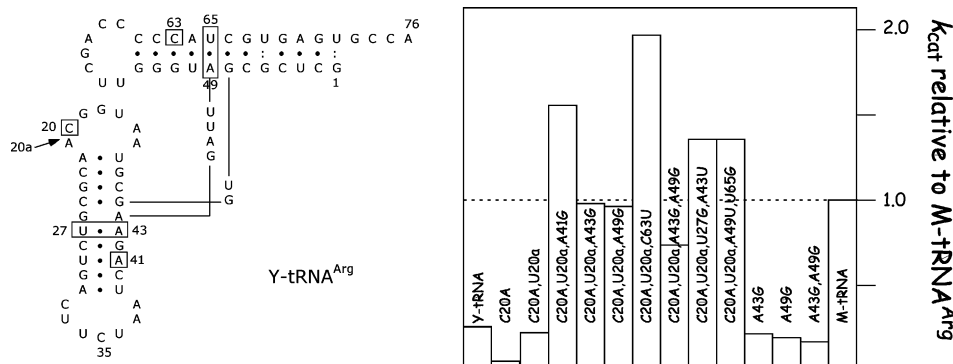 63 65 76
C C
A C C C A U C G U G A G U G C C A
G G G G U A G C G C U C G
C U U 49 1
G G U
20 C
20a A
A A
U U A G
U G
27 U A 43
A 41
C U
U U
A A
C
35
Y-tRNA^Arg
2.0
1.0
Y-tRNA
C20A
C20A,U20a
C20A,U20a,A41G
C20A,U20a,A43G
C20A,U20a,A49G
C20A,U20a,C63U
C20A,U20a,A43G,A49G
C20A,U20a,U27G,A43U
C20A,U20a,A49U,U65G
A43G
A49G
A43G,A49G
M-tRNA
kcat relative to M-tRNA^Arg